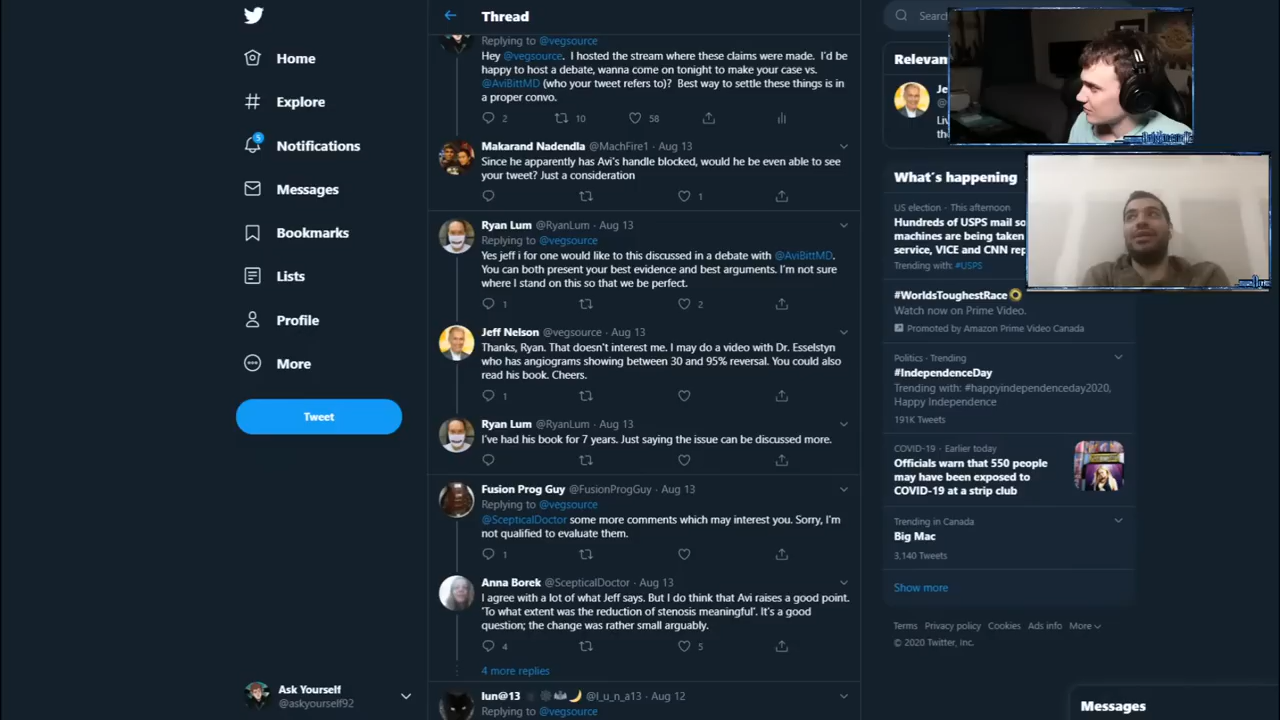 Home
Explore
5
Notifications
Messages
Bookmarks
Lists
Profile
More
Tweet
Ask Yourself
@askyourself92
Thread
Replying to @vegsource
Hey @vegsource. I hosted the stream where these claims were made. I'd be
happy to host a debate, wanna come on tonight to make your case vs.
@AviBittMD (who your tweet refers to)? Best way to settle these things is in
a proper convo.
2 10 58
Makarand Nadendla @MachFire1 · Aug 13
Since he apparently has Avi's handle blocked, would he be even able to see
your tweet? Just a consideration
1
Ryan Lum @RyanLum · Aug 13
Replying to @vegsource
Yes jeff i for one would like to this discussed in a debate with @AviBittMD.
You can both present your best evidence and best arguments. I'm not sure
where I stand on this so that we be perfect.
1 2
Jeff Nelson @vegsource · Aug 13
Thanks, Ryan. That doesn't interest me. I may do a video with Dr. Esselstyn
who has angiograms showing between 30 and 95% reversal. You could also
read his book. Cheers.
1
Ryan Lum @RyanLum · Aug 13
I've had his book for 7 years. Just saying the issue can be discussed more.
Fusion Prog Guy @FusionProgGuy · Aug 13
Replying to @vegsource
@ScepticalDoctor some more comments which may interest you. Sorry, I'm
not qualified to evaluate them.
1
Anna Borek @ScepticalDoctor · Aug 13
I agree with a lot of what Jeff says. But I do think that Avi raises a good point.
'To what extent was the reduction of stenosis meaningful'. It's a good
question; the change was rather small arguably.
4 5
4 more replies
lun@13 @l_u_n_a13 · Aug 12
Replying to @vegsource
Search
Relevan
Je
@
Liv
the
What's happening
US election · This afternoon
Hundreds of USPS mail so
machines are being taken
service, VICE and CNN rep
Trending with: #USPS
#WorldsToughestRace
Watch now on Prime Video.
Promoted by Amazon Prime Video Canada
Politics · Trending
#IndependenceDay
Trending with: #happyindependenceday2020,
Happy Independence
191K Tweets
COVID-19 · Earlier today
Officials warn that 550 people
may have been exposed to
COVID-19 at a strip club
Trending in Canada
Big Mac
3,140 Tweets
Show more
Terms Privacy policy Cookies Ads info More
© 2020 Twitter, Inc.
Messages